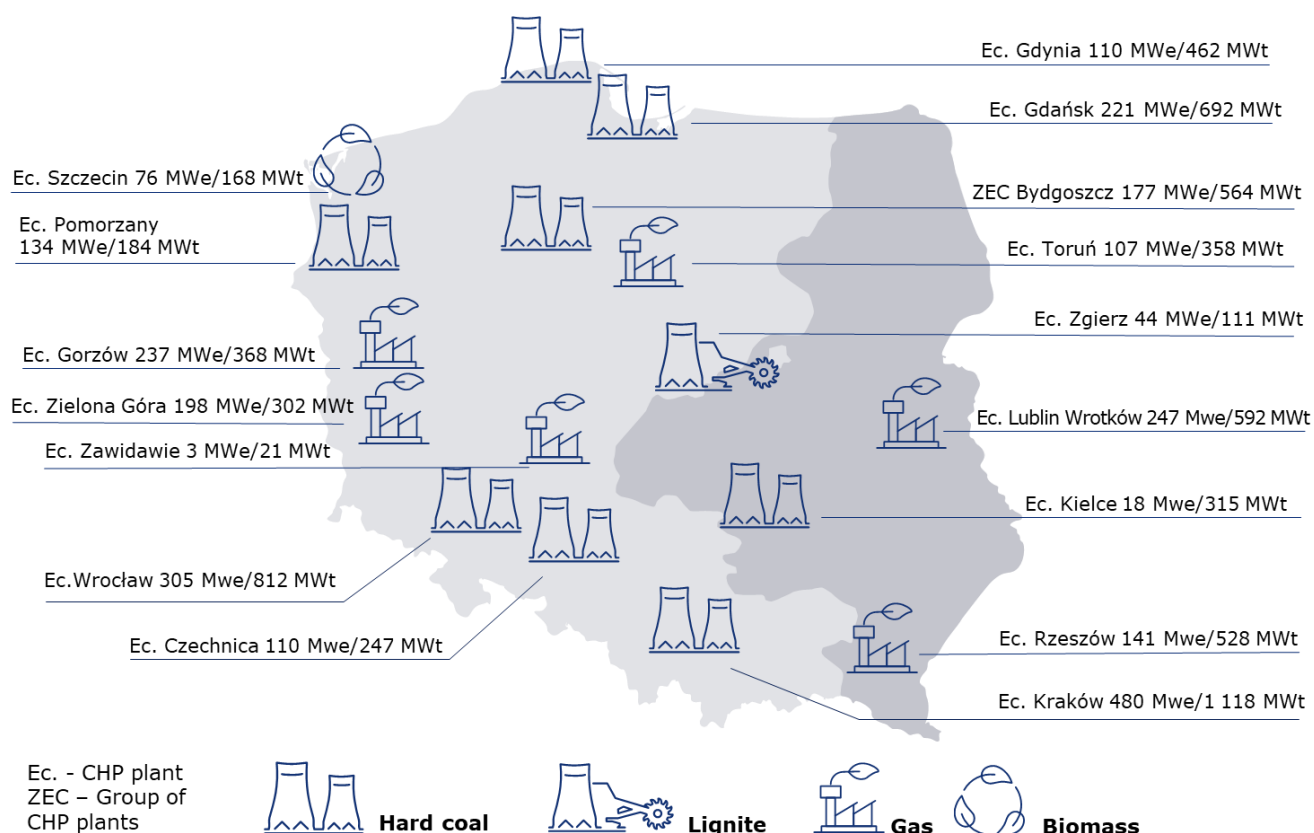 Ec. Gdynia 110 MWe/462 MWt
Ec. Gdańsk 221 MWe/692 MWt
Ec. Szczecin 76 MWe/168 MWt
ZEC Bydgoszcz 177 MWe/564 MWt
Ec. Pomorzany
134 MWe/184 MWt
Ec. Toruń 107 MWe/358 MWt
Ec. Zgierz 44 MWe/111 MWt
Ec. Gorzów 237 MWe/368 MWt
Ec. Zielona Góra 198 MWe/302 MWt
Ec. Lublin Wrotków 247 Mwe/592 MWt
Ec. Zawidawie 3 MWe/21 MWt
Ec. Kielce 18 Mwe/315 MWt
Ec.Wrocław 305 Mwe/812 MWt
Ec. Czechnica 110 Mwe/247 MWt
Ec. Rzeszów 141 Mwe/528 MWt
Ec. Kraków 480 Mwe/1 118 MWt
Ec. - CHP plant
ZEC – Group of
CHP plants
Hard coal
Lignite
Gas
Biomass